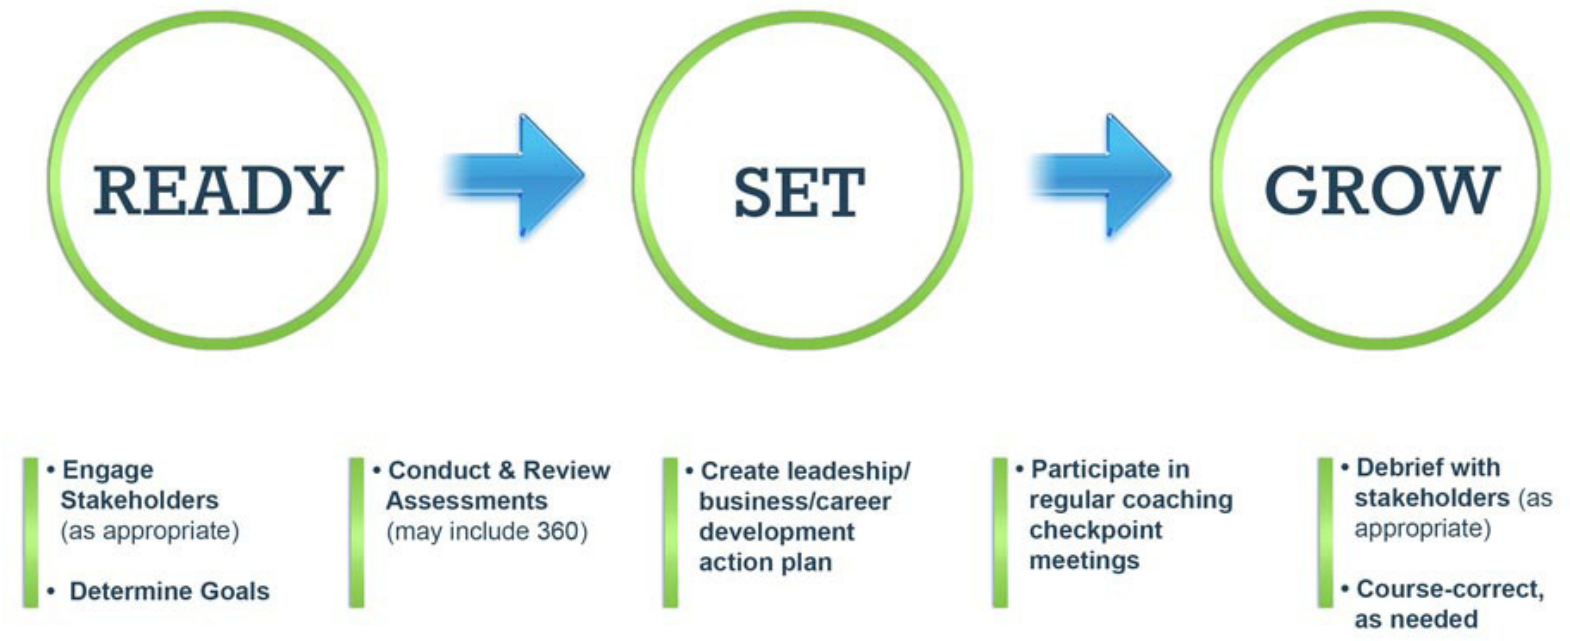 READY
SET
GROW
• Engage
Stakeholders
(as appropriate)
• Determine Goals
• Conduct & Review
Assessments
(may include 360)
• Create leadeship/
business/career
development
action plan
• Participate in
regular coaching
checkpoint
meetings
• Debrief with
stakeholders (as
appropriate)
• Course-correct,
as needed